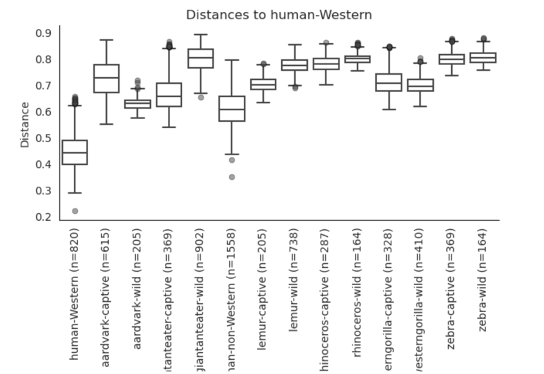 Distances to human-Western
Distance
0.9
0.8
0.7
0.6
0.5
0.4
0.3
0.2
human-Western (n=820)
aardvark-captive (n=615)
aardvark-wild (n=205)
tanteater-captive (n=369)
giantanteater-wild (n=902)
nan-non-Western (n=1558)
lemur-captive (n=205)
lemur-wild (n=738)
hinoceros-captive (n=287)
rhinoceros-wild (n=164)
erngorilla-captive (n=328)
vesterngorilla-wild (n=410)
zebra-captive (n=369)
zebra-wild (n=164)